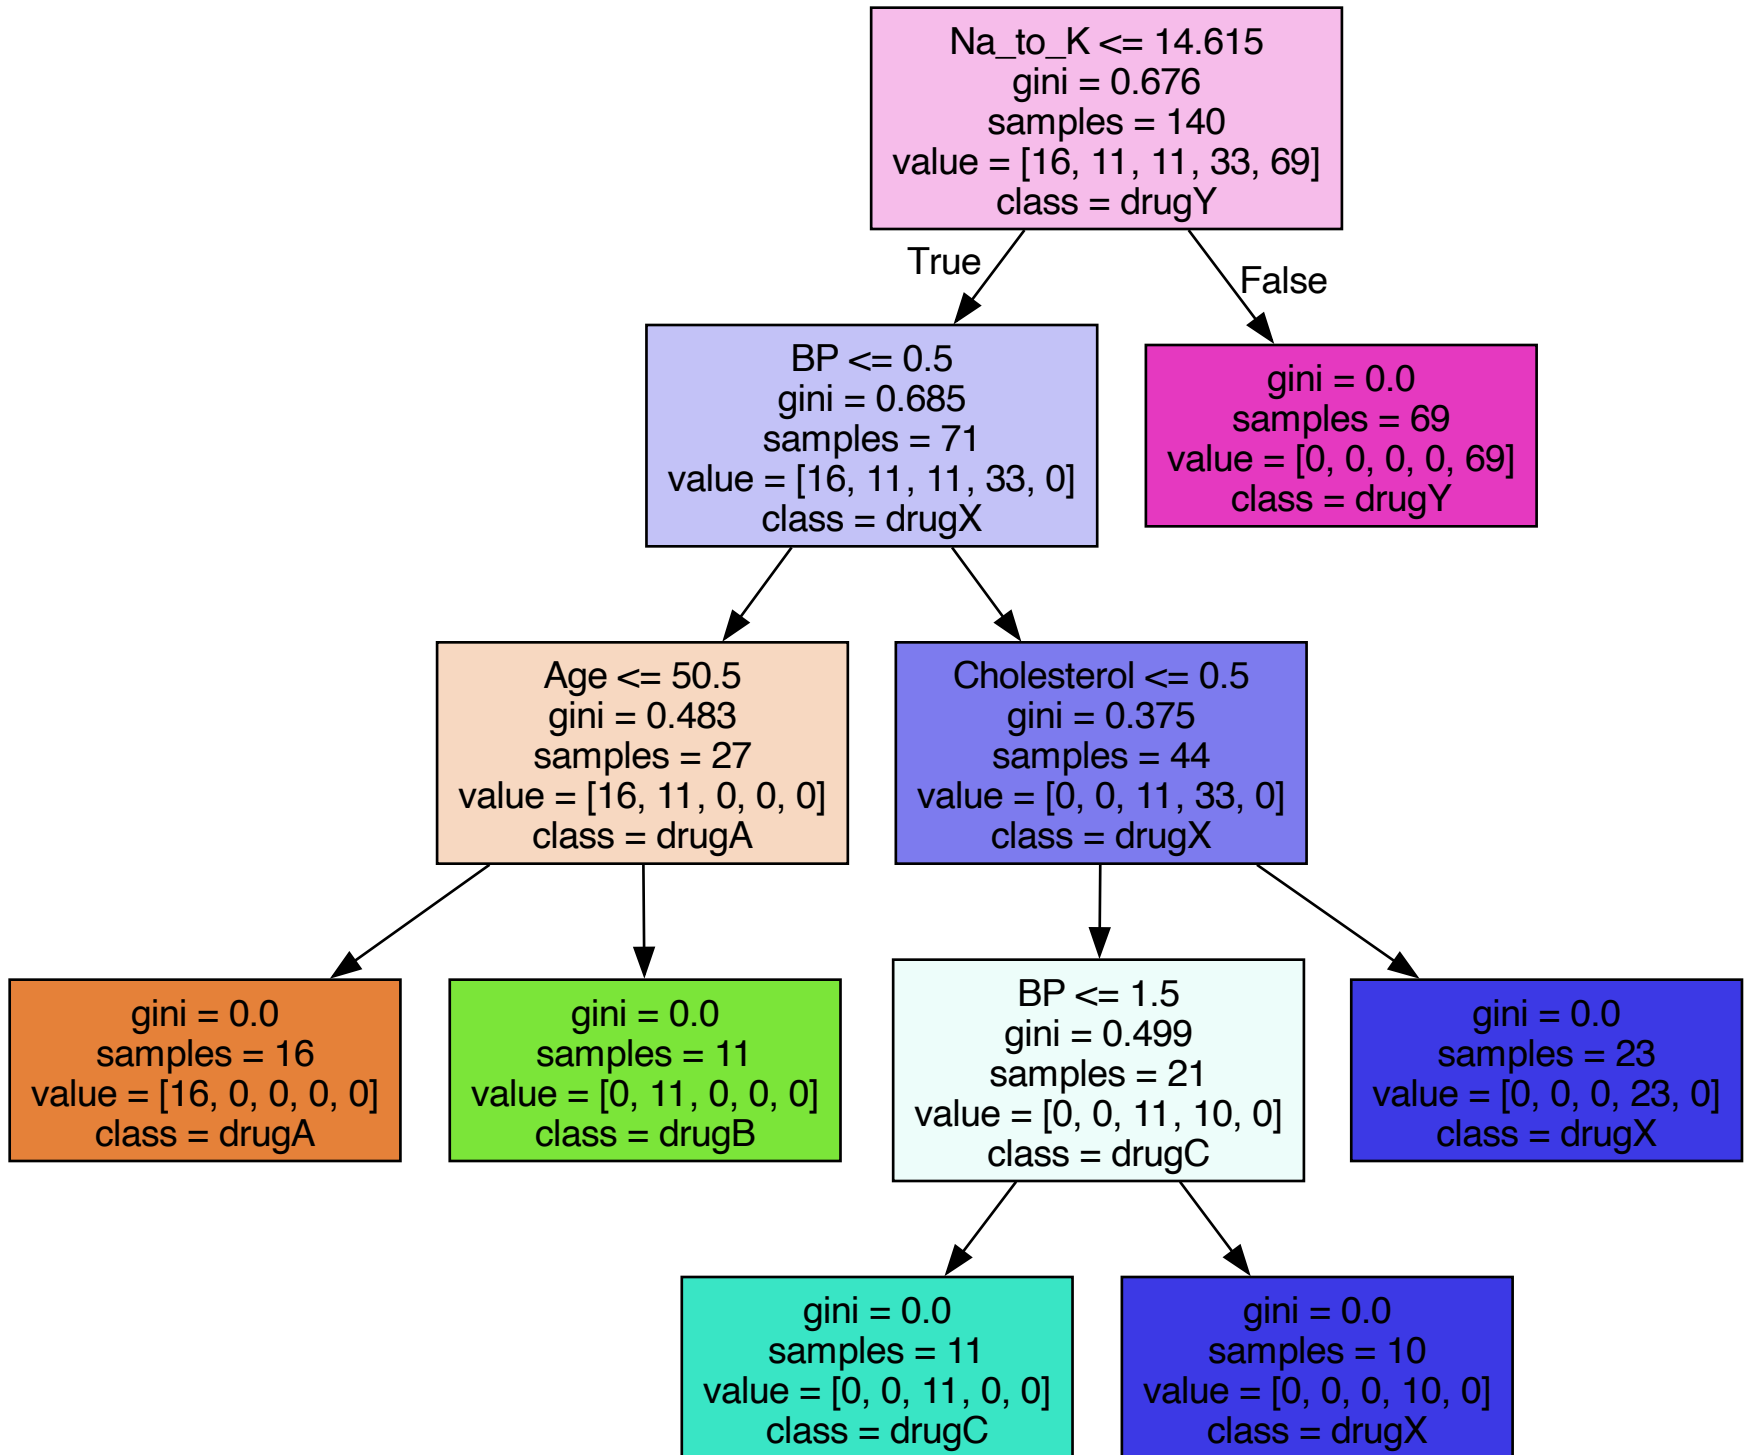 Na_to_K <= 14.615
gini = 0.676
samples = 140
value = [16, 11, 11, 33, 69]
class = drugY
True
False
BP <= 0.5
gini = 0.685
samples = 71
value = [16, 11, 11, 33, 0]
class = drugX
gini = 0.0
samples = 69
value = [0, 0, 0, 0, 69]
class = drugY
Age <= 50.5
gini = 0.483
samples = 27
value = [16, 11, 0, 0, 0]
class = drugA
Cholesterol <= 0.5
gini = 0.375
samples = 44
value = [0, 0, 11, 33, 0]
class = drugX
gini = 0.0
samples = 16
value = [16, 0, 0, 0, 0]
class = drugA
gini = 0.0
samples = 11
value = [0, 11, 0, 0, 0]
class = drugB
BP <= 1.5
gini = 0.499
samples = 21
value = [0, 0, 11, 10, 0]
class = drugC
gini = 0.0
samples = 23
value = [0, 0, 0, 23, 0]
class = drugX
gini = 0.0
samples = 11
value = [0, 0, 11, 0, 0]
class = drugC
gini = 0.0
samples = 10
value = [0, 0, 0, 10, 0]
class = drugX